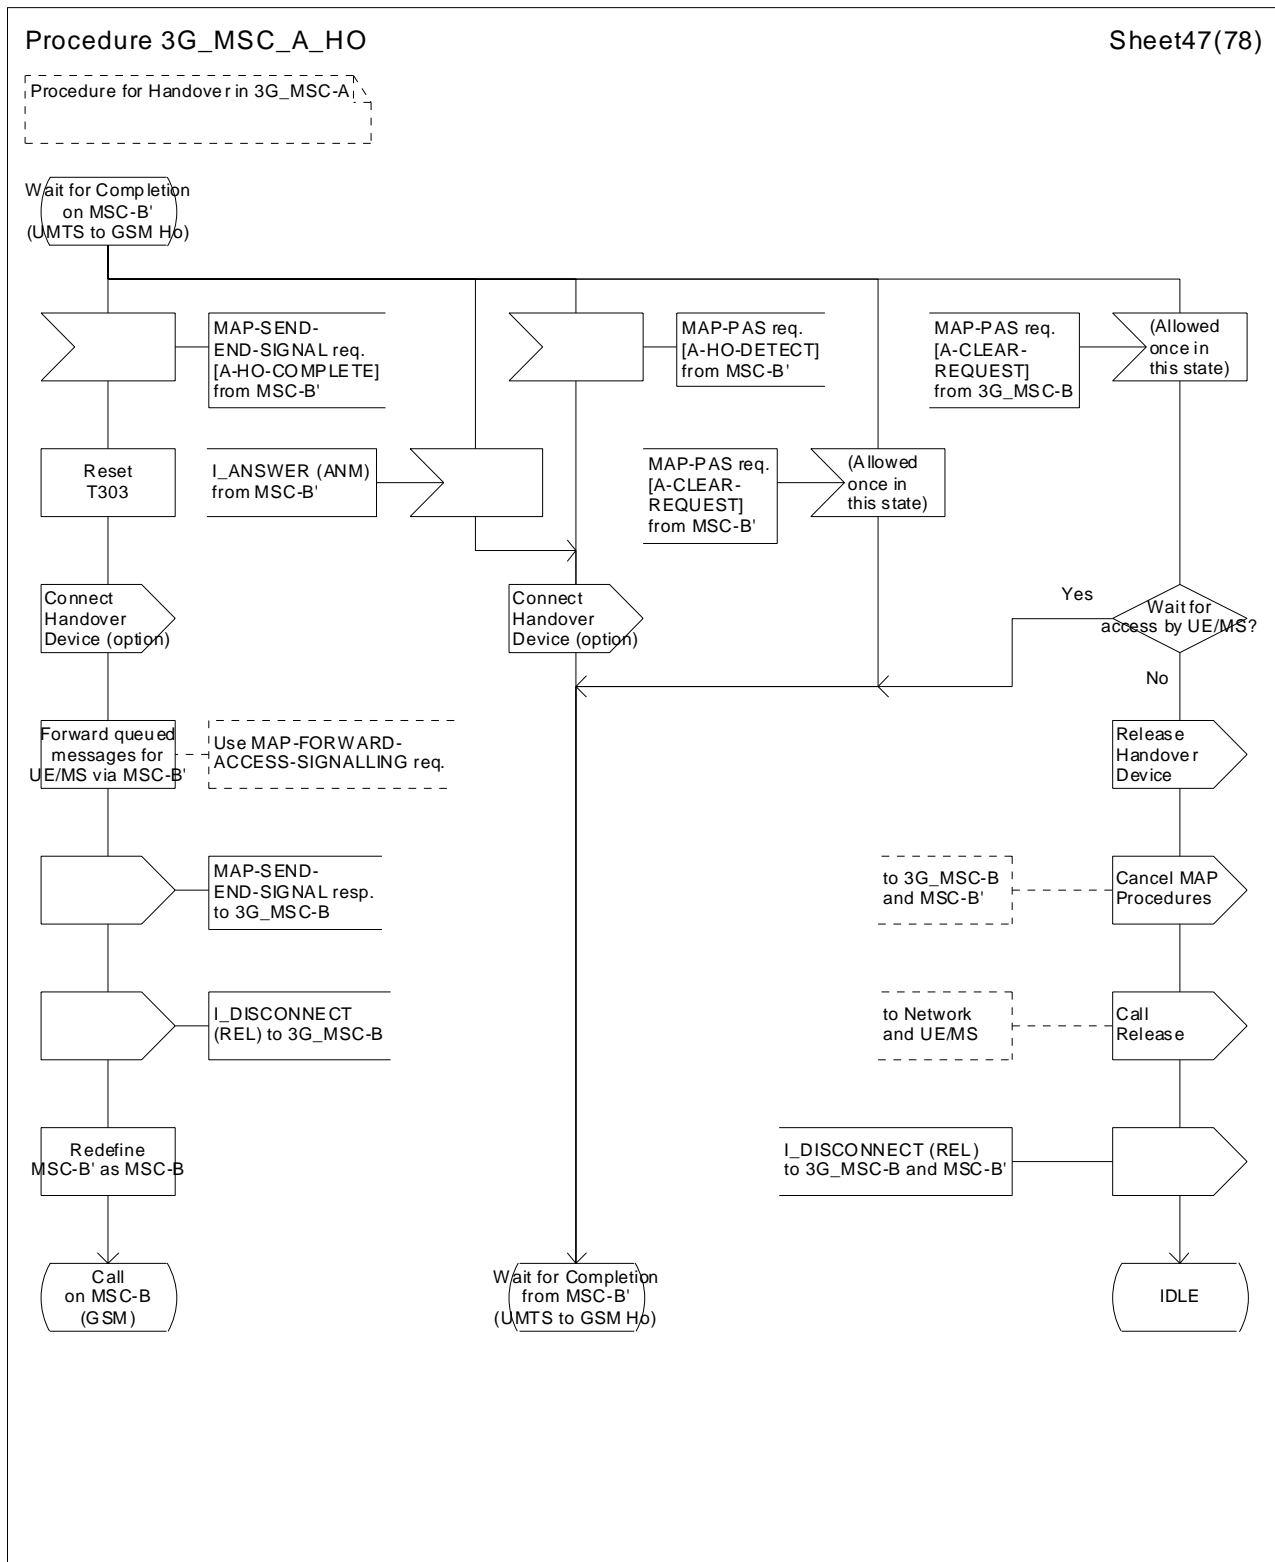 Procedure 3G_MSC_A_HO
Sheet47(78)
Procedure for Handover in 3G_MSC-A
Wait for Completion
on MSC-B'
(UMTS to GSM Ho)
MAP-SEND-
END-SIGNAL req.
[A-HO-COMPLETE]
from MSC-B'
MAP-PAS req.
[A-HO-DETECT]
from MSC-B'
MAP-PAS req.
[A-CLEAR-
REQUEST]
from 3G_MSC-B
(Allowed
once in
this state)
Reset
T303
I_ANSWER (ANM)
from MSC-B'
MAP-PAS req.
[A-CLEAR-
REQUEST]
from MSC-B'
(Allowed
once in
this state)
Connect
Handover
Device (option)
Connect
Handover
Device (option)
Yes
Wait for
access by UE/MS?
No
Forward queued
messages for
UE/MS via MSC-B'
Use MAP-FORWARD-
ACCESS-SIGNALLING req.
Release
Handover
Device
MAP-SEND-
END-SIGNAL resp.
to 3G_MSC-B
to 3G_MSC-B
and MSC-B'
Cancel MAP
Procedures
I_DISCONNECT
(REL) to 3G_MSC-B
to Network
and UE/MS
Call
Release
Redefine
MSC-B' as MSC-B
I_DISCONNECT (REL)
to 3G_MSC-B and MSC-B'
Call
on MSC-B
(GSM)
Wait for Completion
from MSC-B'
(UMTS to GSM Ho)
IDLE